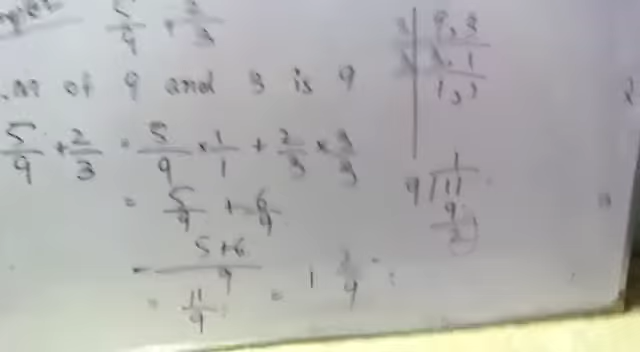 5/9 + 2/3
of 9 and 3 is 9
5/9 + 2/3 = 5/9 × 1/1 + 2/3 × 3/3
= 5/9 + 6/9
= 5+6/9
= 11/9 = 1 2/9
3 | 9, 3
3 | 3, 1
1, 1
1
9 / 11
9
2